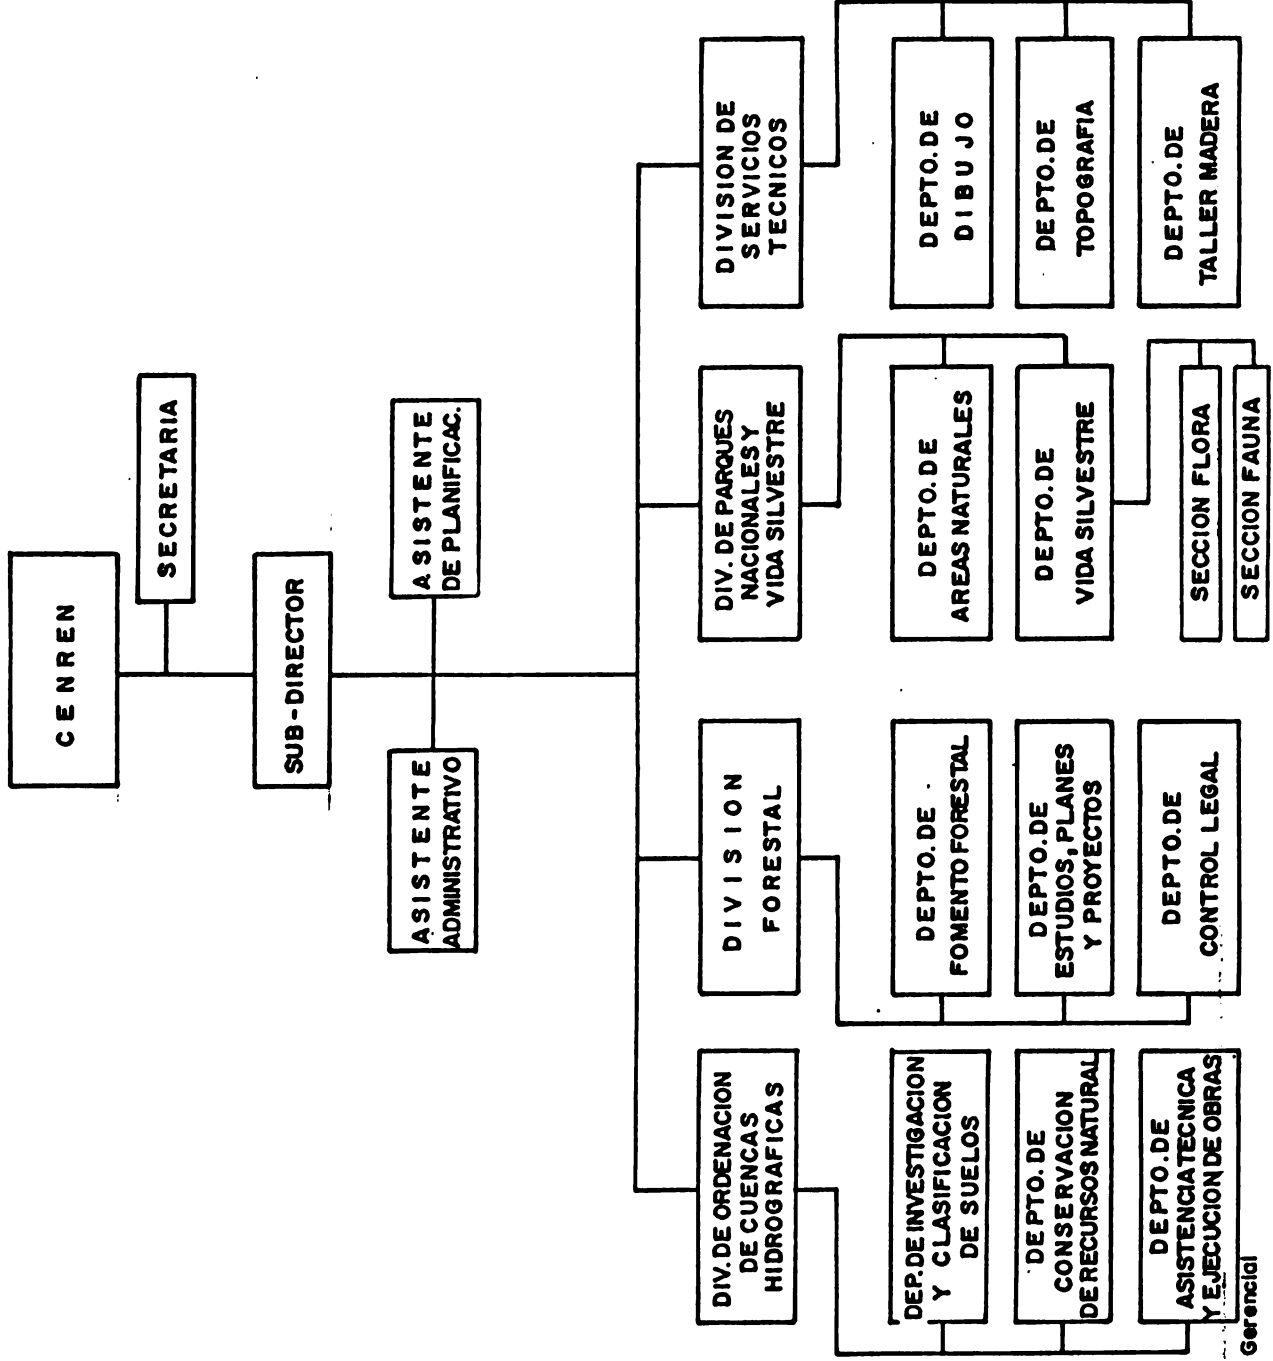 CENREN
SECRETARIA
SUB-DIRECTOR
ASISTENTE
ADMINISTRATIVO
ASISTENTE
DE PLANIFICAC.
DIV. DE ORDENACION
DE CUENCAS
HIDROGRAFICAS
DEP. DE INVESTIGACION
Y CLASIFICACION
DE SUELOS
DEPTO. DE
CONSERVACION
DE RECURSOS NATURAL
DEPTO. DE
ASISTENCIA TECNICA
Y EJECUCION DE OBRAS
DIVISION
FORESTAL
DEPTO. DE
FOMENTO FORESTAL
DEPTO. DE
ESTUDIOS, PLANES
Y PROYECTOS
DEPTO. DE
CONTROL LEGAL
DIV. DE PARQUES
NACIONALES Y
VIDA SILVESTRE
DEPTO. DE
AREAS NATURALES
DEPTO. DE
VIDA SILVESTRE
SECCION FLORA
SECCION FAUNA
DIVISION DE
SERVICIOS
TECNICOS
DEPTO. DE
DIBUJO
DEPTO. DE
TOPOGRAFIA
DEPTO. DE
TALLER MADERA
Gerencial